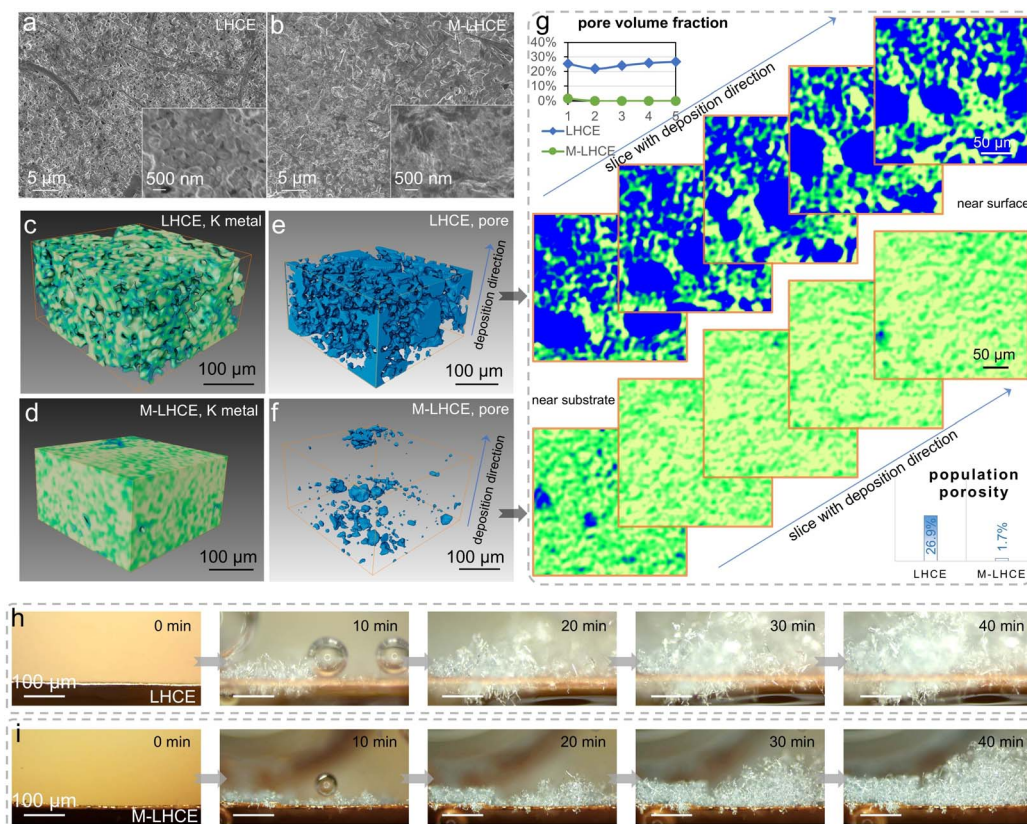 a
LHCE
5 µm
500 nm
b
M-LHCE
5 µm
500 nm
c
LHCE, K metal
100 µm
e
LHCE, pore
deposition direction
100 µm
d
M-LHCE, K metal
100 µm
f
M-LHCE, pore
deposition direction
100 µm
g
pore volume fraction
40%
30%
20%
10%
0%
1 2 3 4 5
LHCE
M-LHCE
slice with deposition direction
50 µm
near surface
50 µm
near substrate
slice with deposition direction
population
porosity
26.9%
1.7%
LHCE M-LHCE
h
0 min
10 min
20 min
30 min
40 min
100 µm
LHCE
i
0 min
10 min
20 min
30 min
40 min
100 µm
M-LHCE